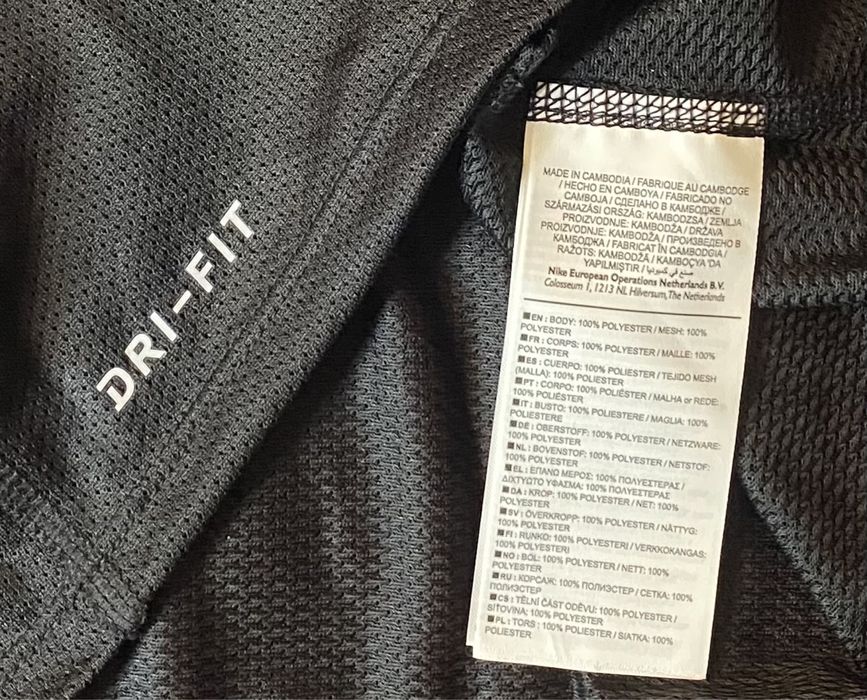 DRI-FIT
MADE IN CAMBODIA / FABRIQUE AU CAMBODGE
/ HECHO EN CAMBOYA / FABRICADO NO
CAMBOJA / СДЕЛАНО В КАМБОДЖЕ /
SZÁRMAZÁSI ORSZÁG: KAMBODZSA / ZEMLJA
PROIZVODNJE: KAMBODŽA / DRŽAVA
PROIZVODNJE: KAMBODŽA / ПРОИЗВЕДЕНО В
КАМБОДЖА / FABRICAT ÎN CAMBODGIA /
RAŽOTS: KAMBODŽĀ / KAMBOÇYA 'DA
YAPILMIŞTIR / صنع في كمبوديا
Nike European Operations Netherlands B.V.
Colosseum 1, 1213 NL Hilversum, The Netherlands
■EN : BODY: 100% POLYESTER / MESH: 100%
POLYESTER
■FR : CORPS: 100% POLYESTER / MAILLE: 100%
POLYESTER
■ES : CUERPO: 100% POLIÉSTER / TEJIDO MESH
(MALLA): 100% POLIÉSTER
■PT : CORPO: 100% POLIÉSTER / MALHA or REDE:
100% POLIÉSTER
■IT : BUSTO: 100% POLIESTERE / MAGLIA: 100%
POLIESTERE
■DE : OBERSTOFF: 100% POLYESTER / NETZWARE:
100% POLYESTER
■NL : BOVENSTOF: 100% POLYESTER / NETSTOF:
100% POLYESTER
■EL : ΕΠΑΝΩ ΜΕΡΟΣ: 100% ΠΟΛΥΕΣΤΕΡΑΣ /
ΔΙΧΤΥΩΤΟ ΥΦΑΣΜΑ: 100% ΠΟΛΥΕΣΤΕΡΑΣ
■DA : KROP: 100% POLYESTER / NET: 100%
POLYESTER
■SV : ÖVERKROPP: 100% POLYESTER / NÄTTYG:
100% POLYESTER
■FI : RUNKO: 100% POLYESTERI / VERKKOKANGAS:
100% POLYESTERI
■NO : BOL: 100% POLYESTER / NETT: 100%
POLYESTER
■RU : КОРСАЖ: 100% ПОЛИЭСТЕР / СЕТКА: 100%
ПОЛИЭСТЕР
■CS : TĚLNÍ ČÁST ODĚVU: 100% POLYESTER /
SÍŤOVINA: 100% POLYESTER
■PL : TORS : 100% POLIESTER / SIATKA: 100%
POLIESTER